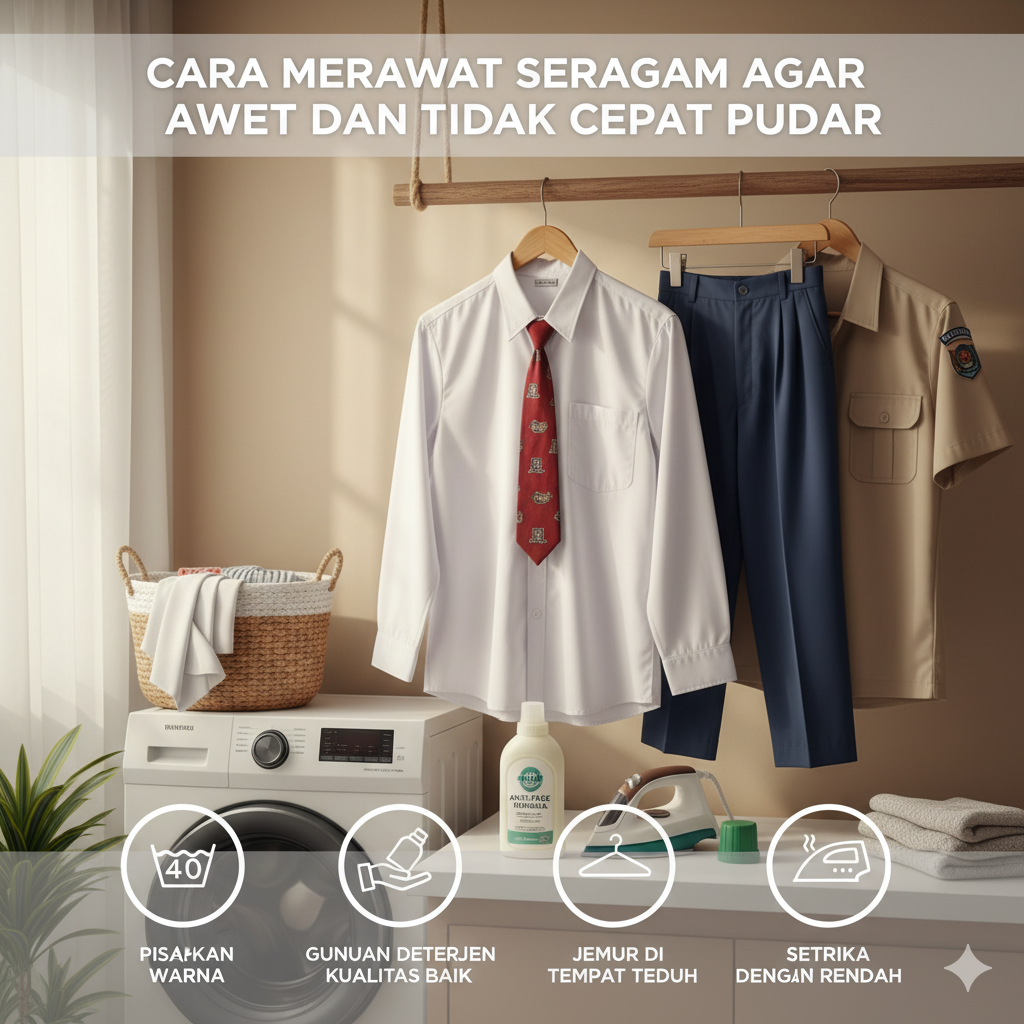 CARA MERAWAT SERAGAM AGAR
AWET DAN TIDAK CEPAT PUDAR
40
PISAHKAN
WARNA
GUNUAN DETERJEN
KUALITAS BAIK
JEMUR DI
TEMPAT TEDUH
SETRIKA
DENGAN RENDAH